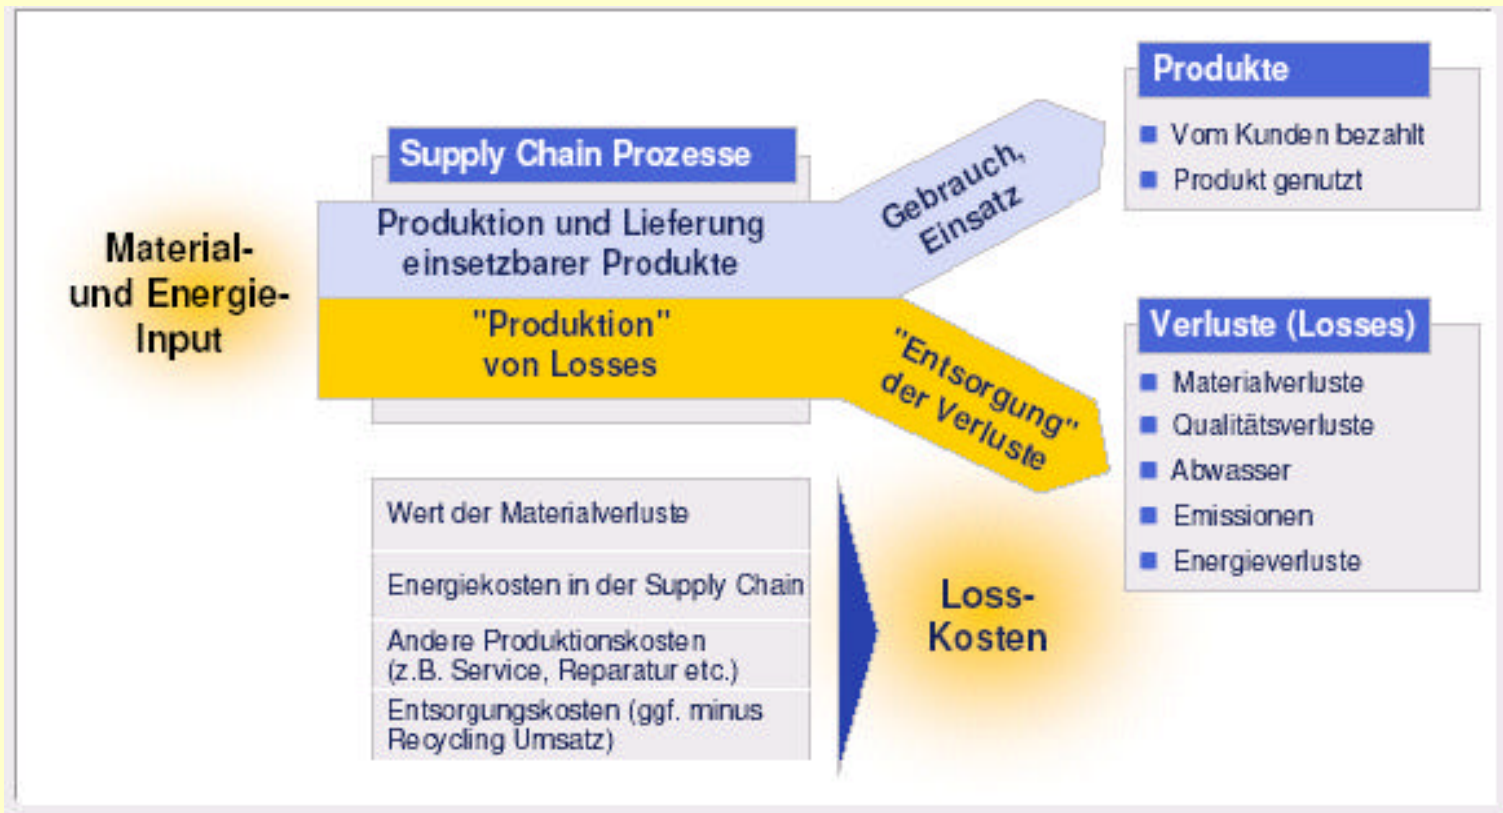 Material-
und Energie-
Input
Supply Chain Prozesse
Produktion und Lieferung
einsetzbarer Produkte
"Produktion"
von Losses
Gebrauch,
Einsatz
"Entsorgung"
der Verluste
Produkte
Vom Kunden bezahlt
Produkt genutzt
Verluste (Losses)
Materialverluste
Qualitätsverluste
Abwasser
Emissionen
Energieverluste
Wert der Materialverluste
Energiekosten in der Supply Chain
Andere Produktionskosten
(z.B. Service, Reparatur etc.)
Entsorgungskosten (ggf. minus
Recycling Umsatz)
Loss-
Kosten